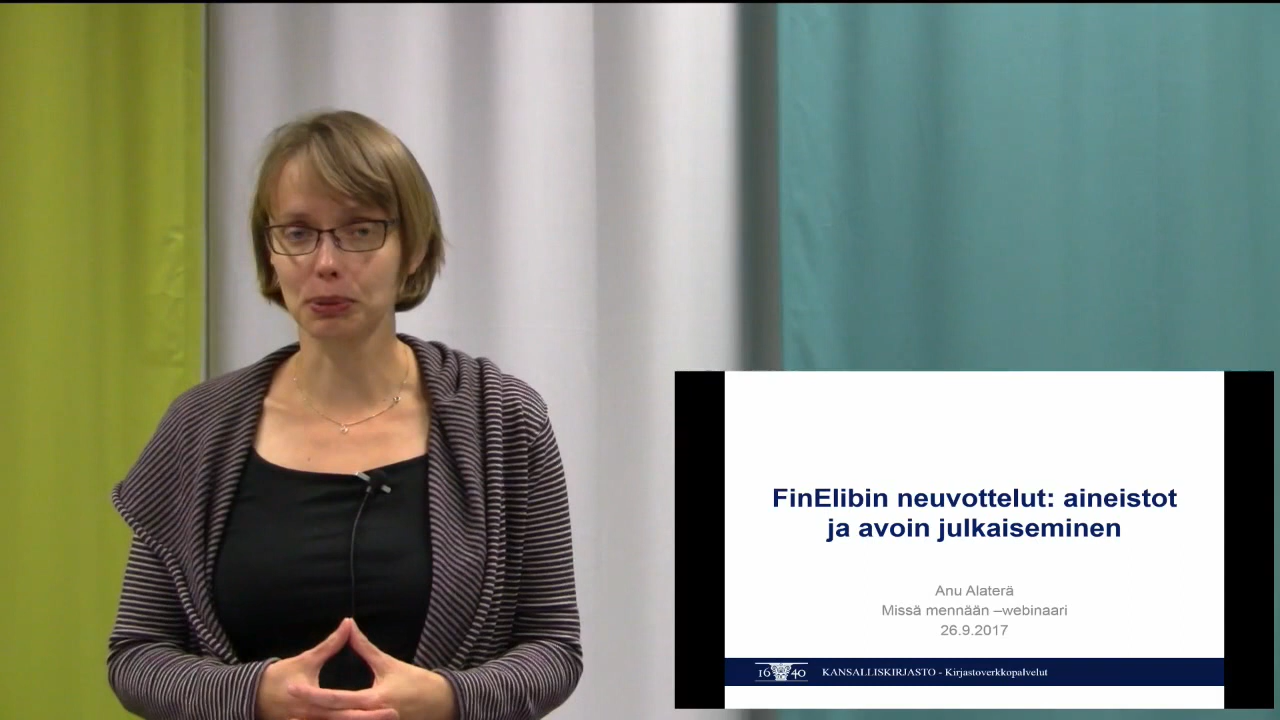 FinElibin neuvottelut: aineistot
ja avoin julkaiseminen
Anu Alaterä
Missä mennään –webinaari
26.9.2017
1640 KANSALLISKIRJASTO - Kirjastoverkkopalvelut